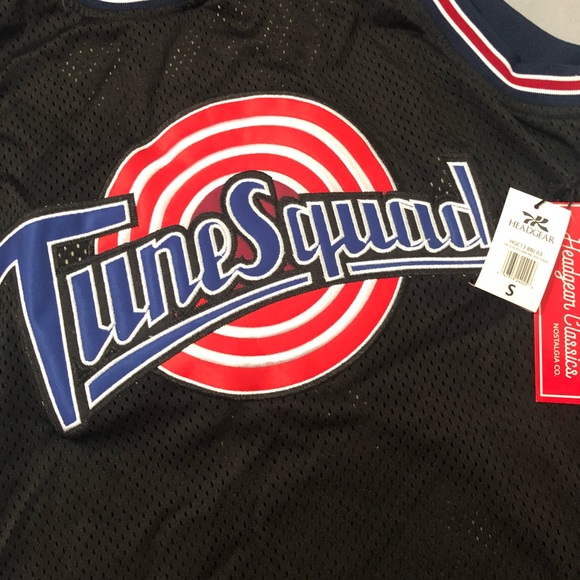 TuneSquad
HEADGEAR
S
Headgear Classics
NOSTALGIA CO.